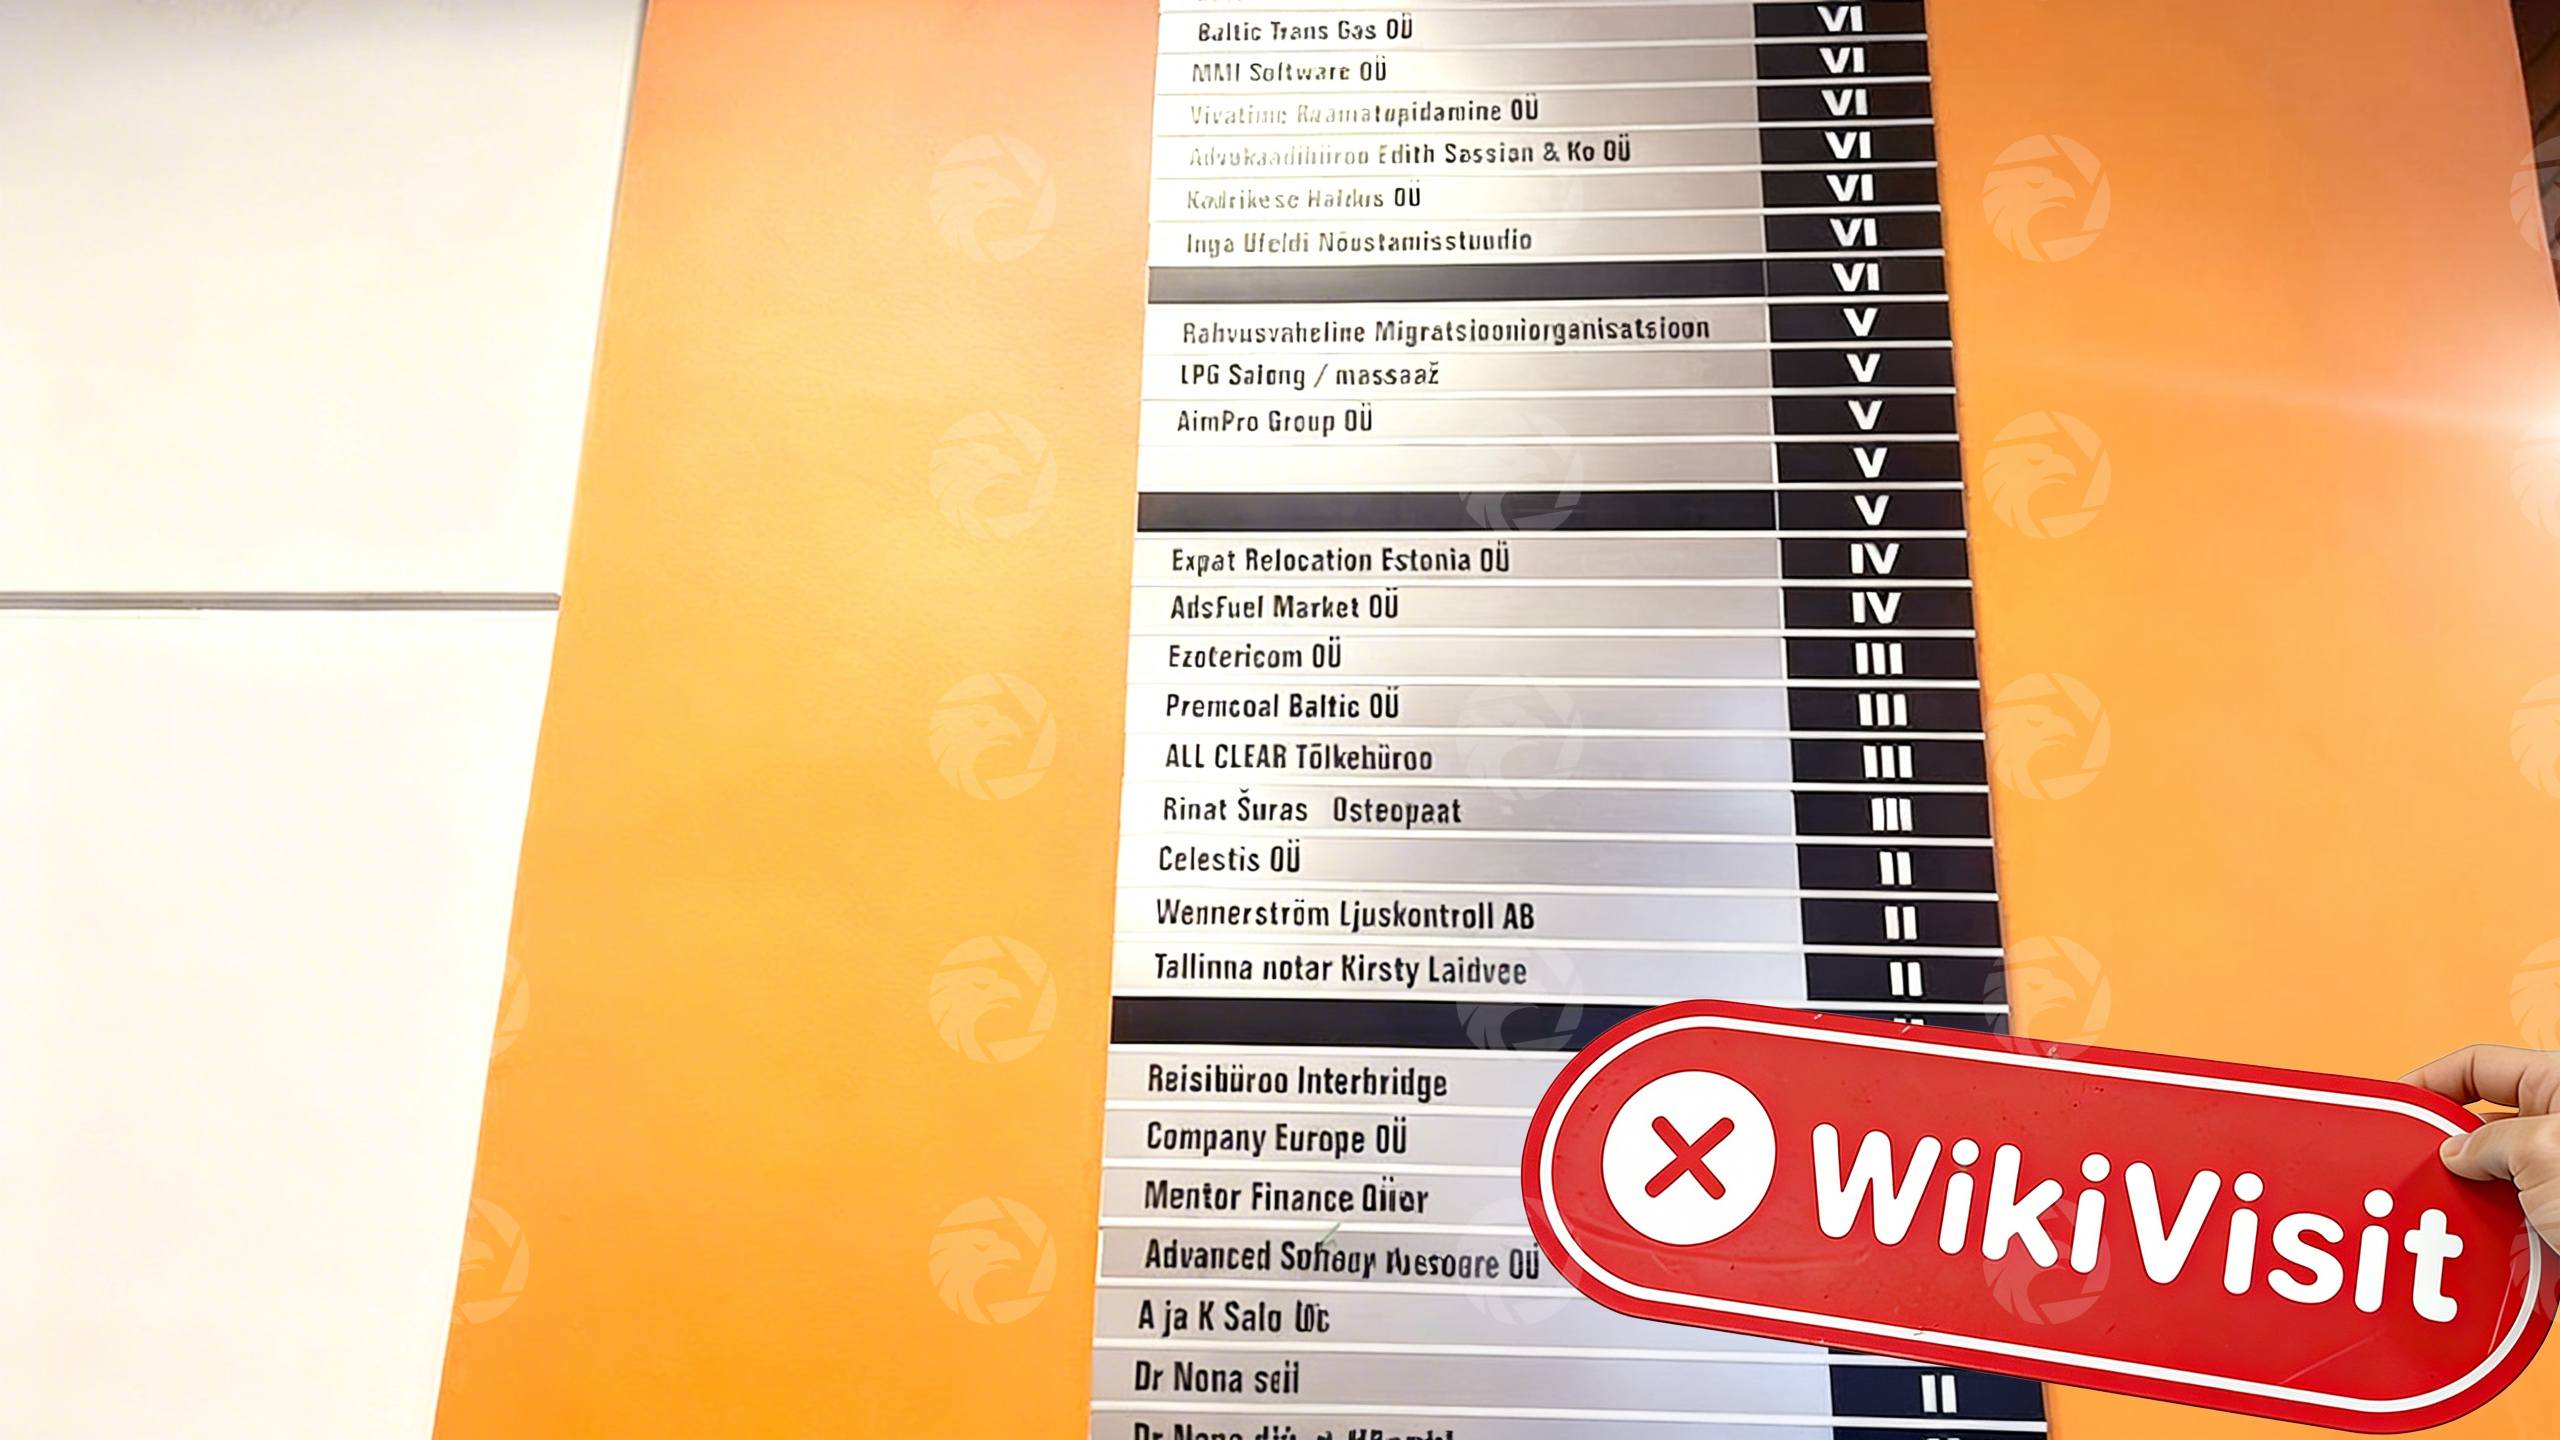 Baltic Trans Gas OÜ VI
MMI Software OÜ VI
Vivatime Raamatupidamine OÜ VI
Advokaadibüroo Edith Sassian & Ko OÜ VI
Kadrikese Haldus OÜ VI
Inga Ufeldi Nõustamisstuudio VI
VI
Rahvusvaheline Migratsiooniorganisatsioon V
LPG Salong / massaaž V
AimPro Group OÜ V
V
V
Expat Relocation Estonia OÜ IV
AdsFuel Market OÜ IV
Ezotericom OÜ III
Premcoal Baltic OÜ III
ALL CLEAR Tõlkebüroo III
Rinat Šuras Osteopaat III
Celestis OÜ II
Wennerström Ljuskontroll AB II
Tallinna notar Kirsty Laidvee II
Reisibüroo Interbridge
Company Europe OÜ
Mentor Finance
Advanced OÜ
A ja K Salo
Dr Nona II
Dr
WikiVisit